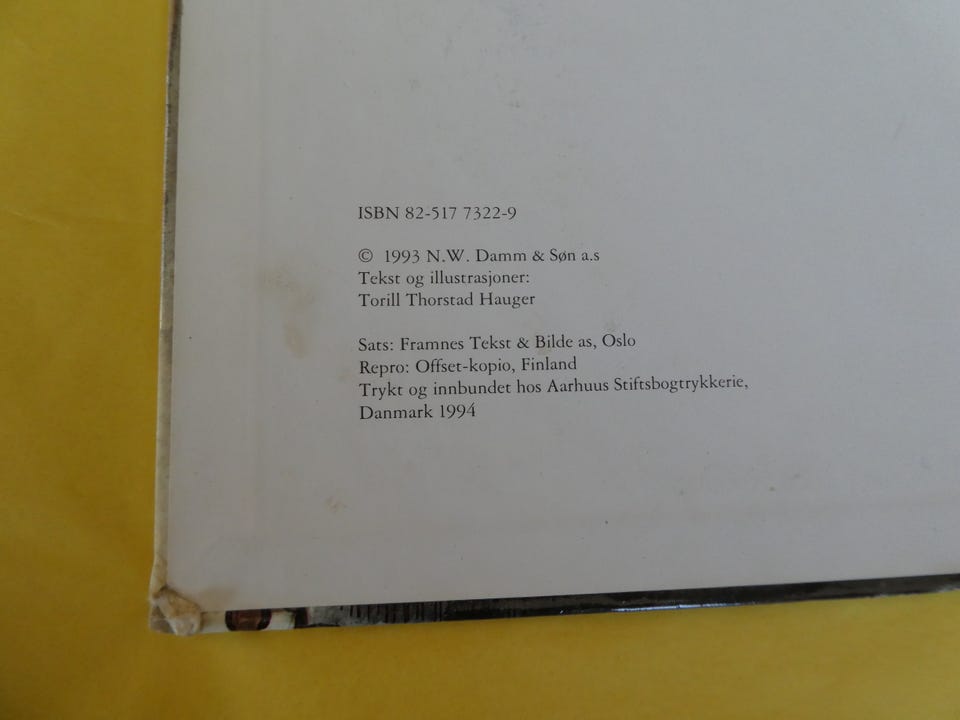 ISBN 82-517 7322-9
© 1993 N.W. Damm & Søn a.s
Tekst og illustrasjoner:
Torill Thorstad Hauger
Sats: Framnes Tekst & Bilde as, Oslo
Repro: Offset-kopio, Finland
Trykt og innbundet hos Aarhuus Stiftsbogtrykkerie,
Danmark 1994